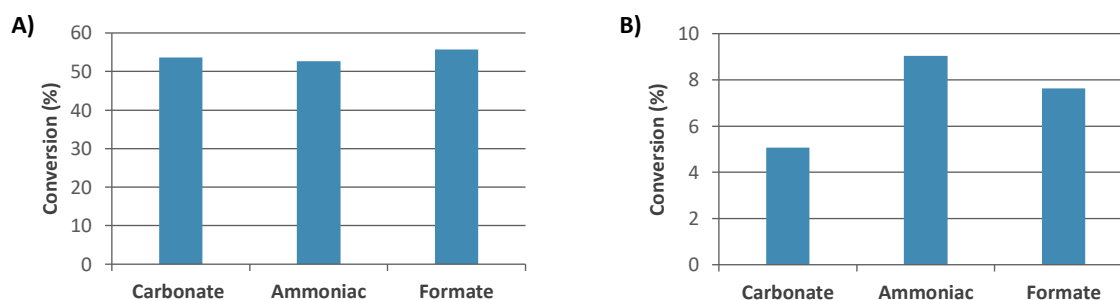 A)
Conversion (%)
60
50
40
30
20
10
0
Carbonate Ammoniac Formate
B)
Conversion (%)
10
8
6
4
2
0
Carbonate Ammoniac Formate